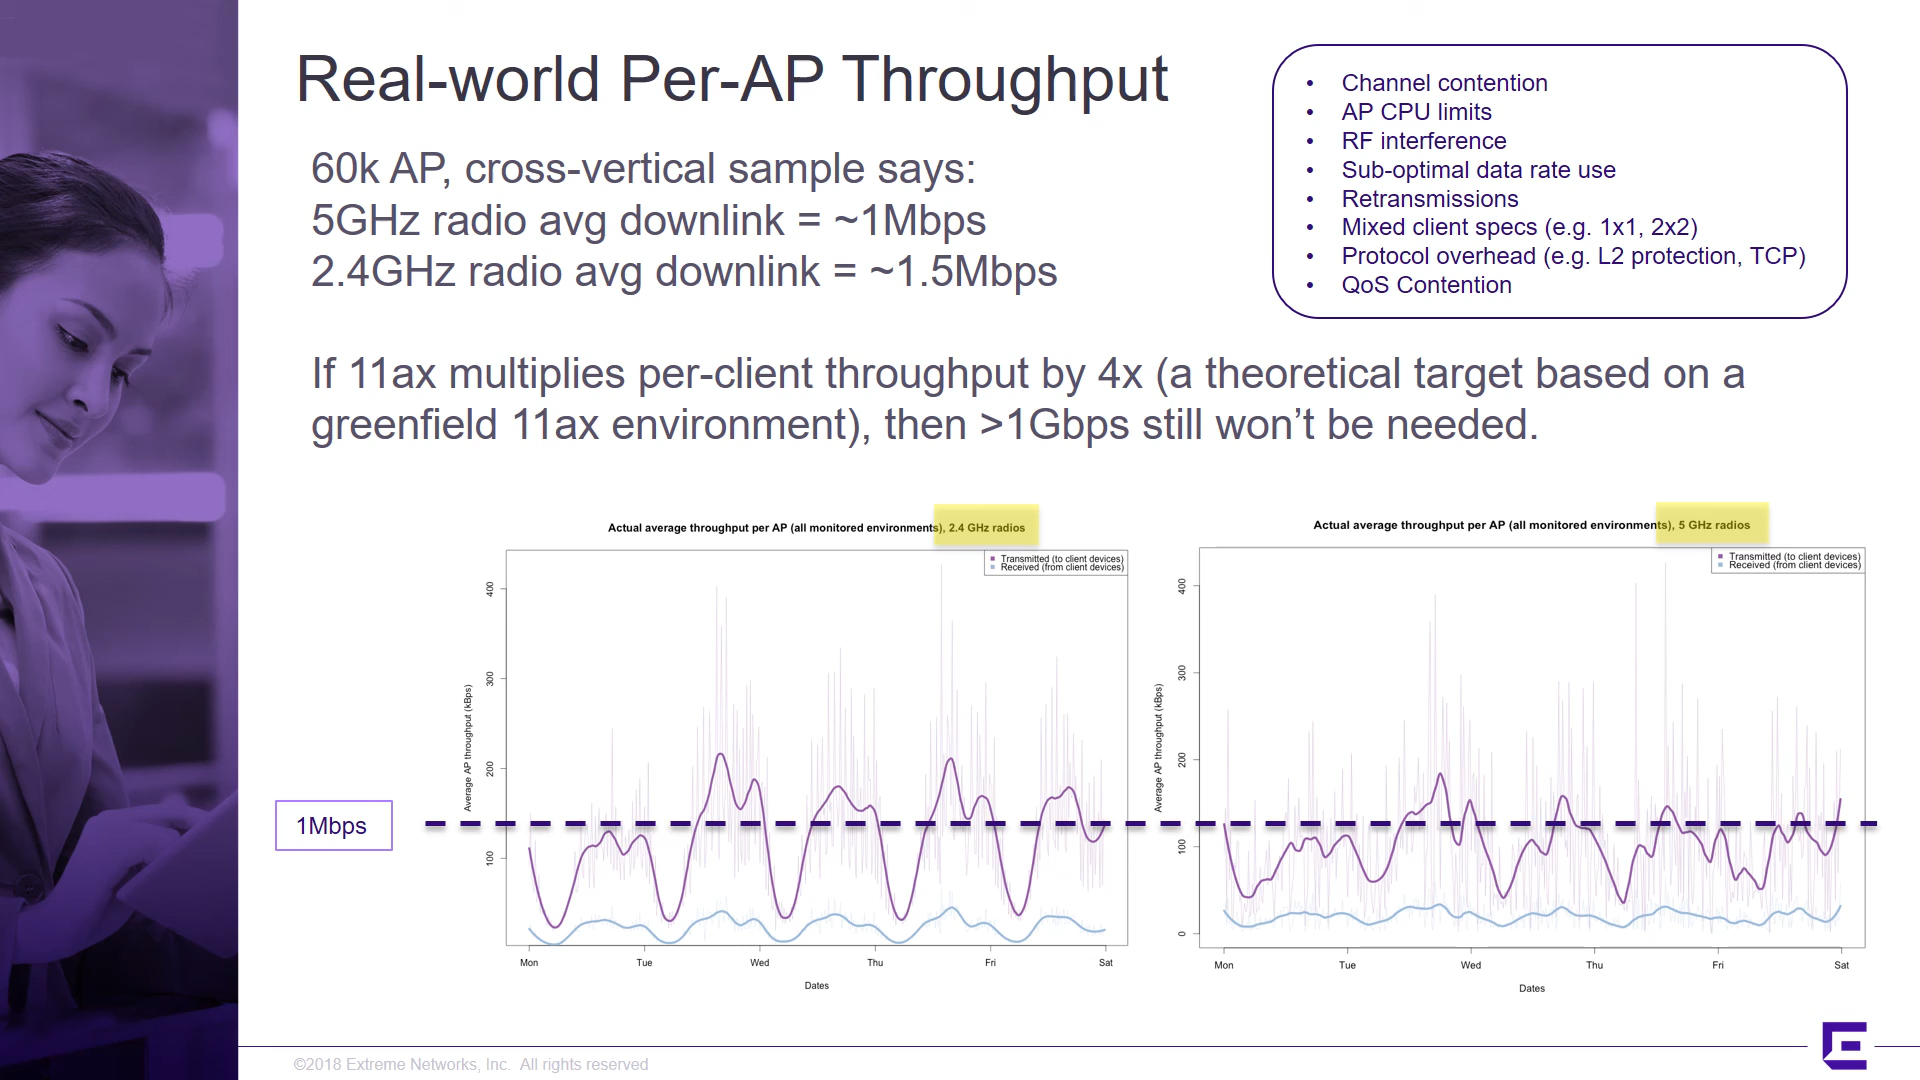 Real-world Per-AP Throughput
60k AP, cross-vertical sample says:
5GHz radio avg downlink = ~1Mbps
2.4GHz radio avg downlink = ~1.5Mbps
• Channel contention
• AP CPU limits
• RF interference
• Sub-optimal data rate use
• Retransmissions
• Mixed client specs (e.g. 1x1, 2x2)
• Protocol overhead (e.g. L2 protection, TCP)
• QoS Contention
If 11ax multiplies per-client throughput by 4x (a theoretical target based on a
greenfield 11ax environment), then >1Gbps still won’t be needed.
1Mbps
Actual average throughput per AP (all monitored environments), 2.4 GHz radios
Transmitted (to client devices)
Received (from client devices)
Average AP throughput (kBps)
400
300
200
100
Mon Tue Wed Thu Fri Sat
Dates
Actual average throughput per AP (all monitored environments), 5 GHz radios
Transmitted (to client devices)
Received (from client devices)
Average AP throughput (kBps)
400
300
200
100
0
Mon Tue Wed Thu Fri Sat
Dates
©2018 Extreme Networks, Inc. All rights reserved